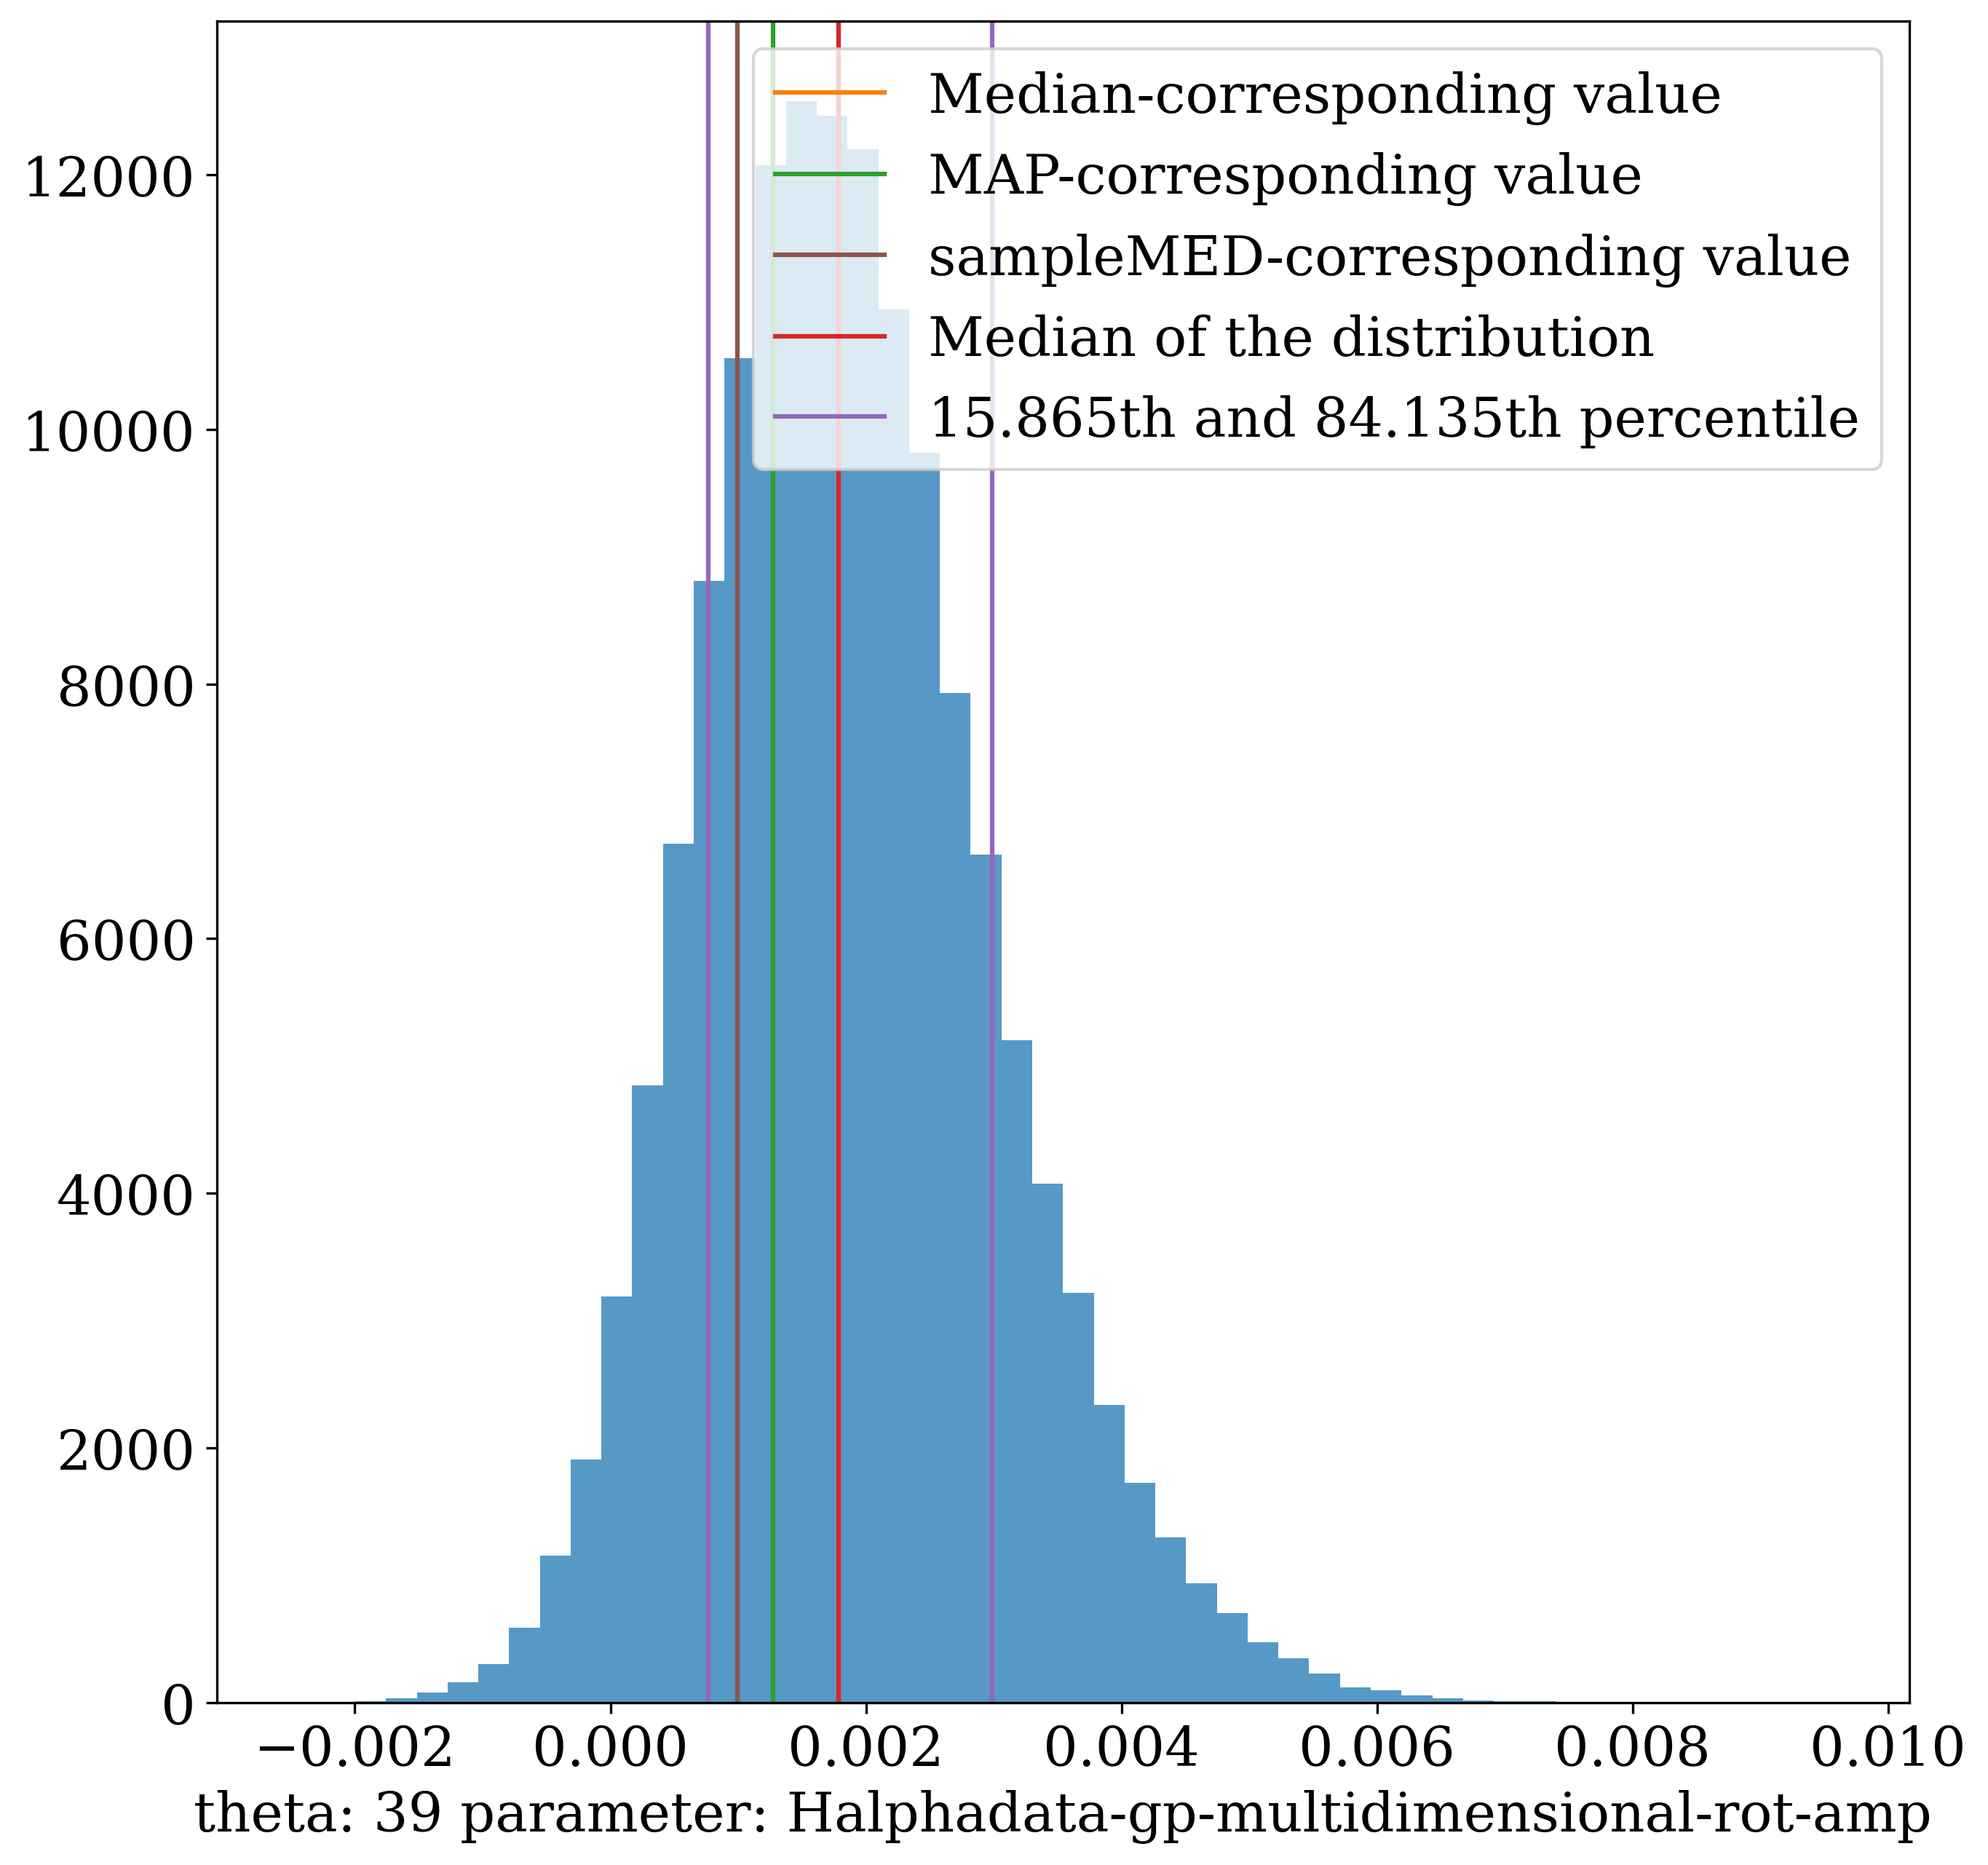 Median-corresponding value
MAP-corresponding value
sampleMED-corresponding value
Median of the distribution
15.865th and 84.135th percentile
12000
10000
8000
6000
4000
2000
0
−0.002 0.000 0.002 0.004 0.006 0.008 0.010
theta: 39 parameter: Halphadata-gp-multidimensional-rot-amp